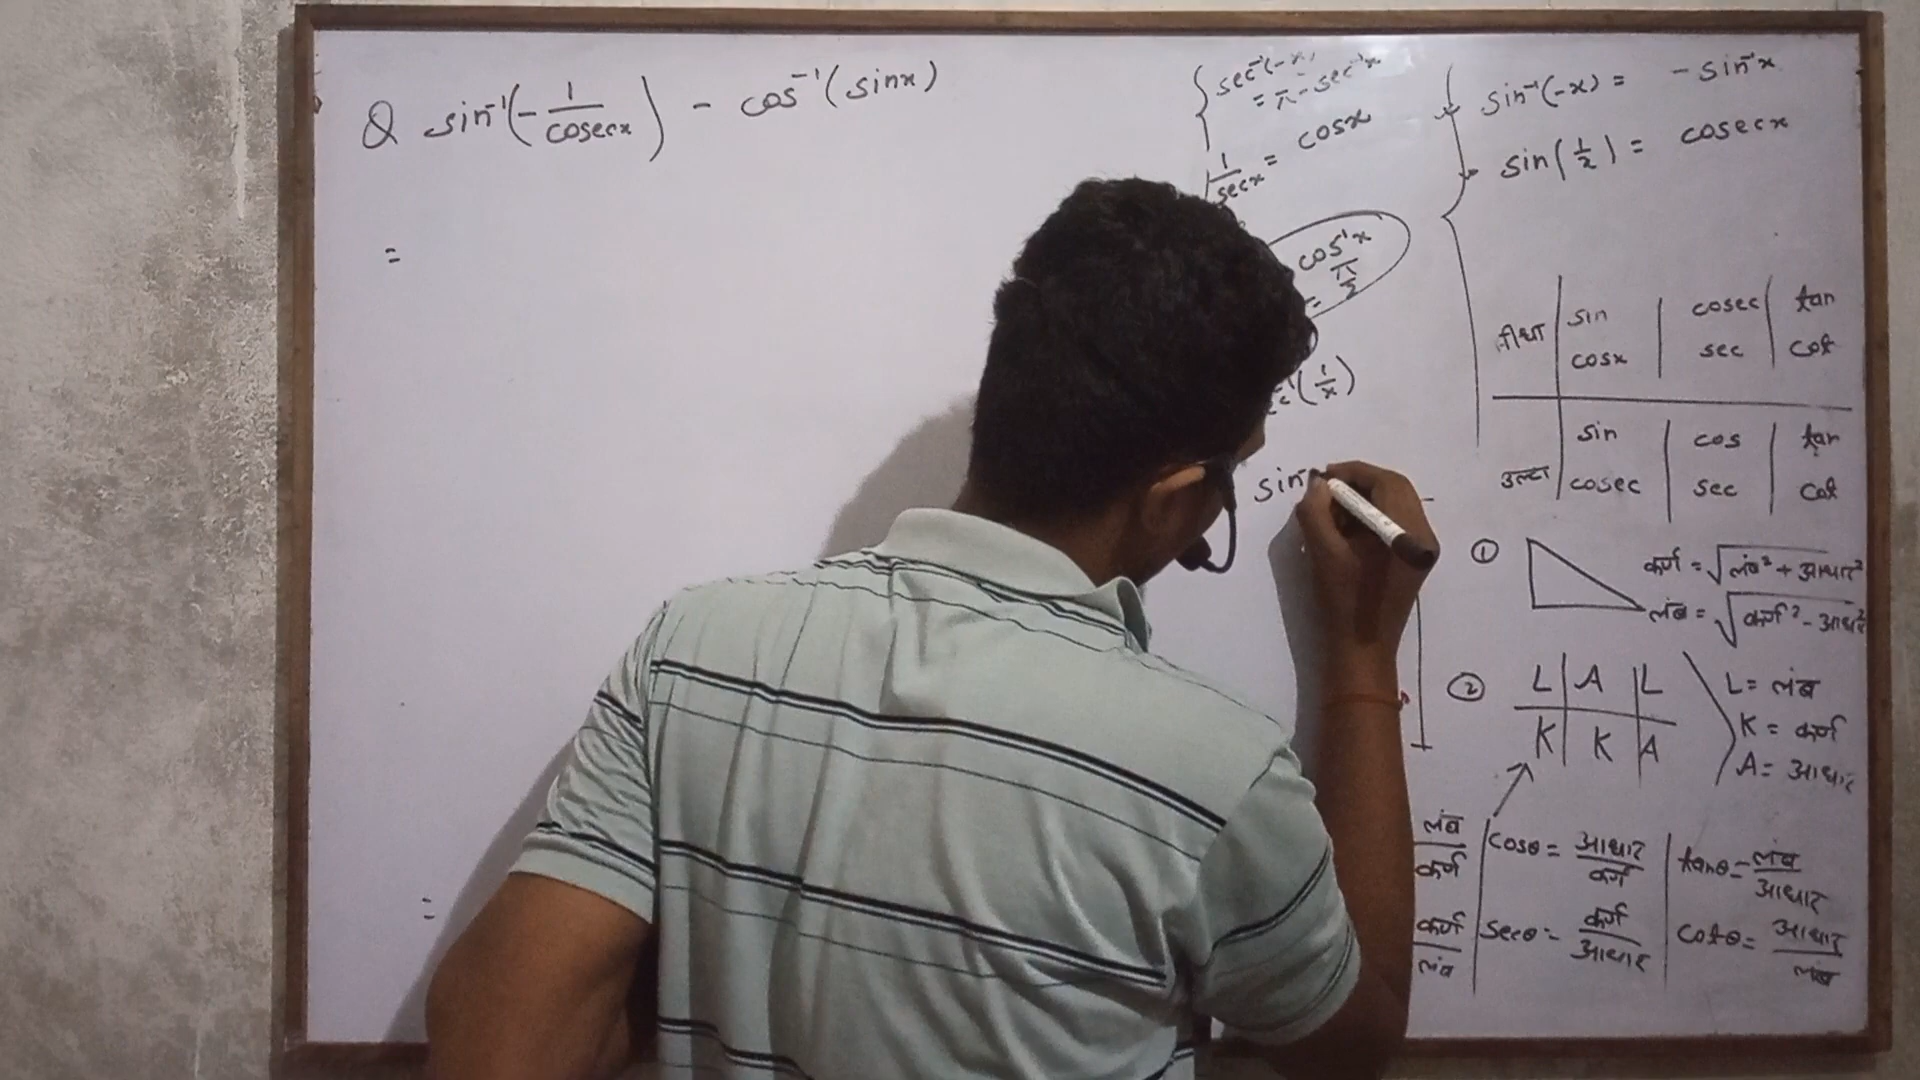 Q sin⁻¹(-1/cosecx) - cos⁻¹(sinx)
=
=
sec⁻¹(-x)
= π - sec⁻¹x
1/secx = cosx
cos⁻¹x
= π/2
(1/x)
sin⁻
sin⁻¹(-x) = -sin⁻¹x
sin(1/x) = cosecx
सीधा | sin | cosec | tan
cosx | sec | cot
उल्टा | sin | cos | tan
cosec | sec | cot
① कर्ण = √लंब² + आधार²
लंब = √कर्ण² - आधार²
② L | A | L
K | K | A
L = लंब
K = कर्ण
A = आधार
लंब/कर्ण | cosθ = आधार/कर्ण | tanθ = लंब/आधार
कर्ण/लंब | secθ = कर्ण/आधार | cotθ = आधार/लंब